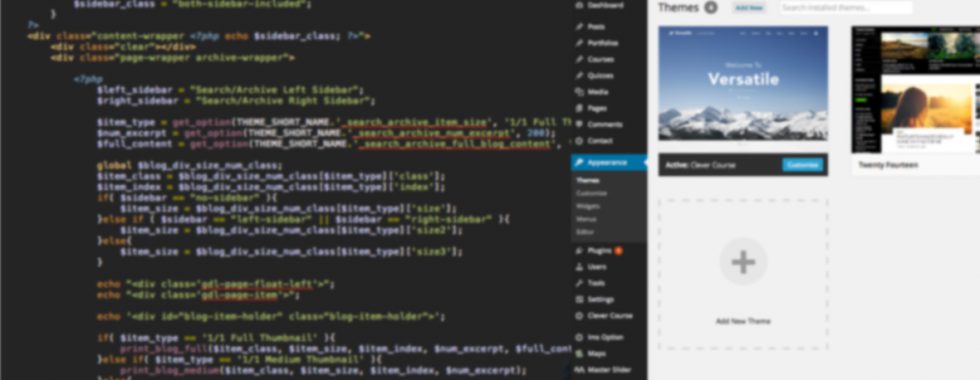 $sidebar_class = "both-sidebar-included";
}
?>
<div class="content-wrapper <?php echo $sidebar_class; ?>">
<div class="clear"></div>
<div class="page-wrapper archive-wrapper">
<?php
$left_sidebar = "Search/Archive Left Sidebar";
$right_sidebar = "Search/Archive Right Sidebar";
$item_type = get_option(THEME_SHORT_NAME.'_search_archive_item_size', '1/1 Full Th
$num_excerpt = get_option(THEME_SHORT_NAME.'_search_archive_num_excerpt', 200);
$full_content = get_option(THEME_SHORT_NAME.'_search_archive_full_blog_content',
global $blog_div_size_num_class;
$item_class = $blog_div_size_num_class[$item_type]['class'];
$item_index = $blog_div_size_num_class[$item_type]['index'];
if( $sidebar == "no-sidebar" ){
$item_size = $blog_div_size_num_class[$item_type]['size'];
}else if ( $sidebar == "left-sidebar" || $sidebar == "right-sidebar" ){
$item_size = $blog_div_size_num_class[$item_type]['size2'];
}else{
$item_size = $blog_div_size_num_class[$item_type]['size3'];
}
echo "<div class='gdl-page-float-left'>";
echo "<div class='gdl-page-item'>";
echo '<div id="blog-item-holder" class="blog-item-holder">';
if( $item_type == '1/1 Full Thumbnail' ){
print_blog_full($item_class, $item_size, $item_index, $num_excerpt, $full_cont
}else if( $item_type == '1/1 Medium Thumbnail' ){
print_blog_medium($item_class, $item_size, $item_index, $num_excerpt);
Dashboard
Posts
Portfolios
Courses
Quizzes
Media
Pages
Comments
Contact
Appearance
Themes
Customize
Widgets
Menus
Editor
Plugins
Users
Tools
Settings
Clever Course
Ims Option
Maps
Master Slider
Themes Add New Search installed themes...
Welcome To
Versatile
Active: Clever Course Customize
Twenty Fourteen
Add New Theme